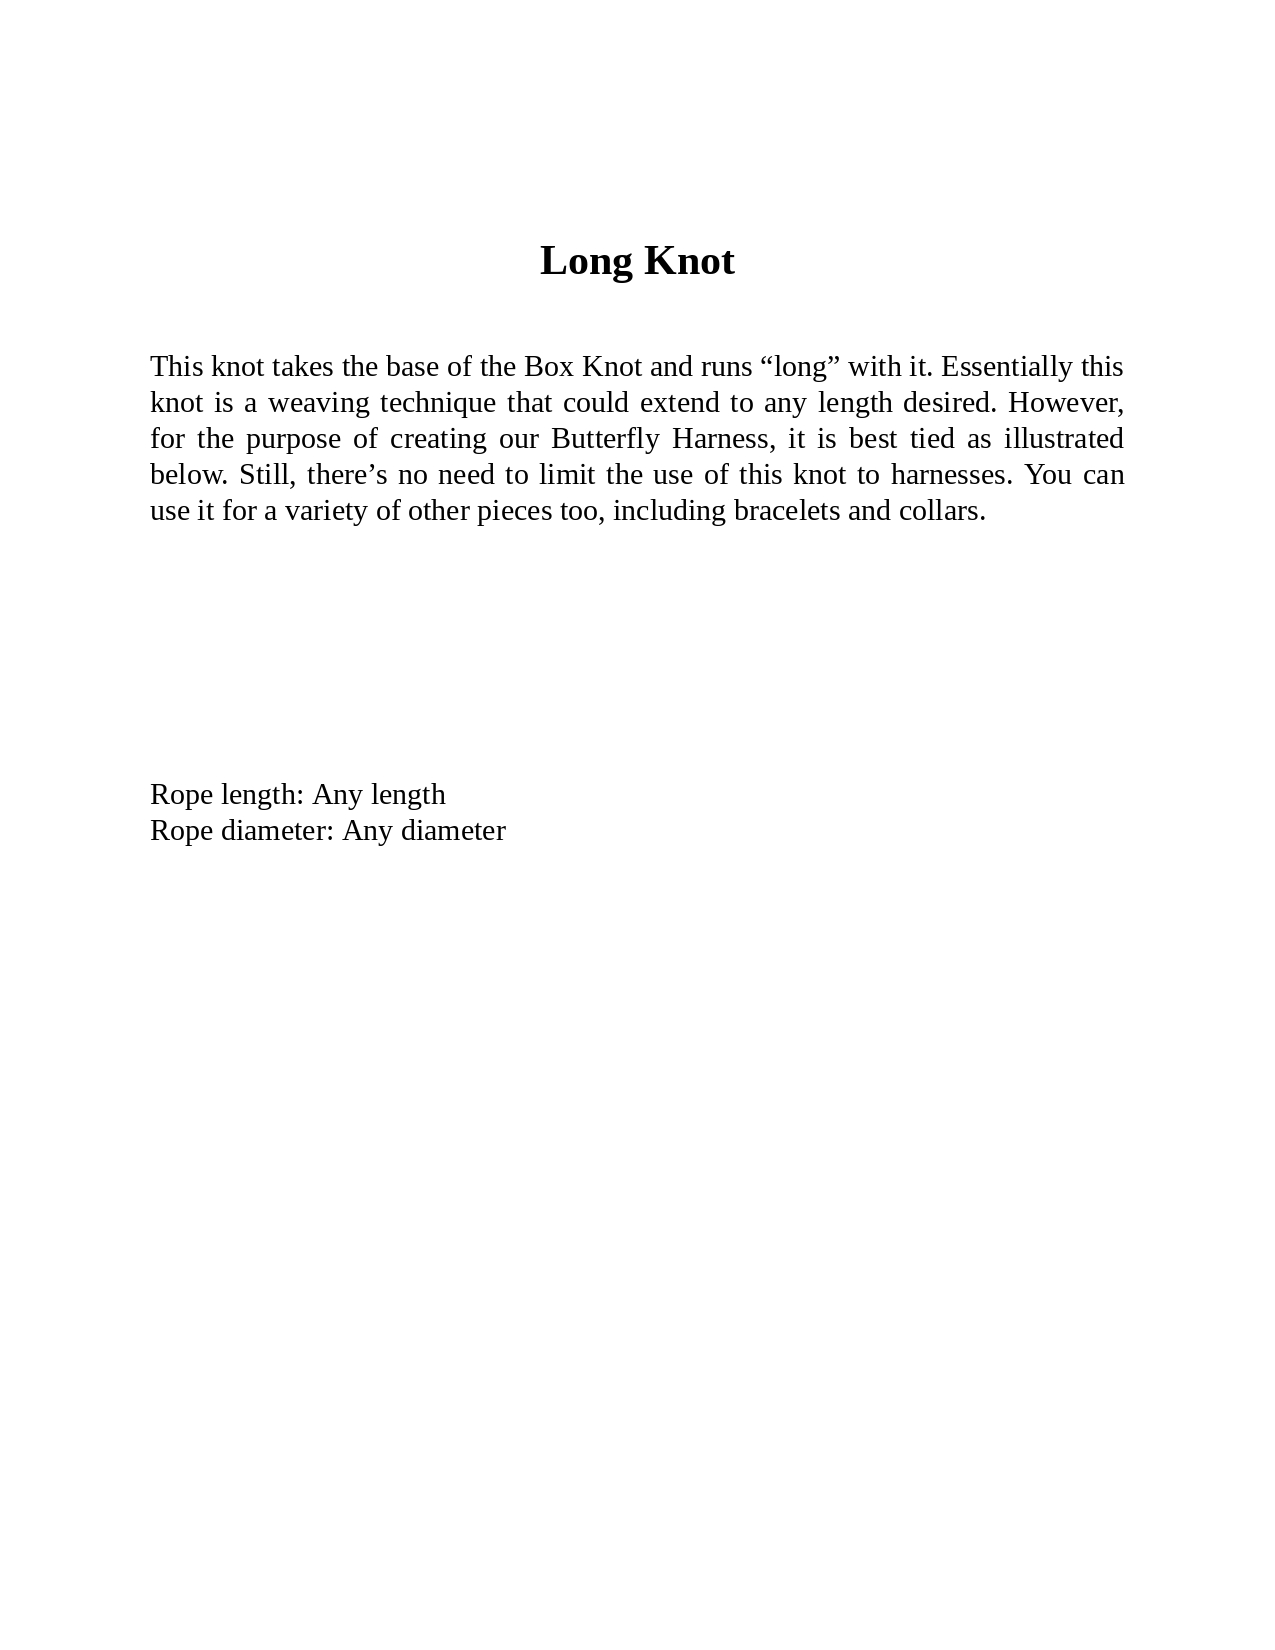 Long Knot
This knot takes the base of the Box Knot and runs “long” with it. Essentially this
knot is a weaving technique that could extend to any length desired. However,
for the purpose of creating our Butterfly Harness, it is best tied as illustrated
below. Still, there’s no need to limit the use of this knot to harnesses. You can
use it for a variety of other pieces too, including bracelets and collars.
Rope length: Any length
Rope diameter: Any diameter